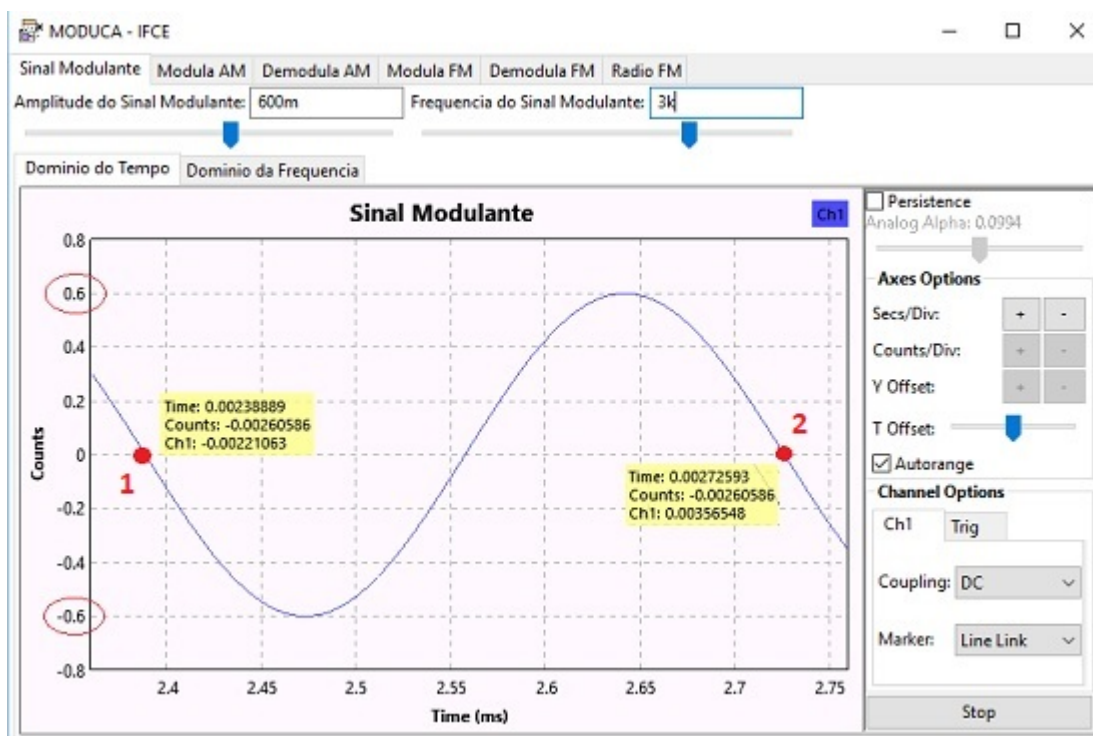 MODUCA - IFCE
Sinal Modulante Modula AM Demodula AM Modula FM Demodula FM Radio FM
Amplitude do Sinal Modulante: 600m Frequencia do Sinal Modulante: 3k
Dominio do Tempo Dominio da Frequencia
Sinal Modulante
Ch1
0.8
0.6
0.4
0.2
0
-0.2
-0.4
-0.6
-0.8
Counts
Time: 0.00238889
Counts: -0.00260586
Ch1: -0.00221063
1
2
Time: 0.00272593
Counts: -0.00260586
Ch1: 0.00356548
2.4 2.45 2.5 2.55 2.6 2.65 2.7 2.75
Time (ms)
Persistence
Analog Alpha: 0.0994
Axes Options
Secs/Div: + -
Counts/Div: + -
Y Offset: + -
T Offset:
Autorange
Channel Options
Ch1 Trig
Coupling: DC
Marker: Line Link
Stop